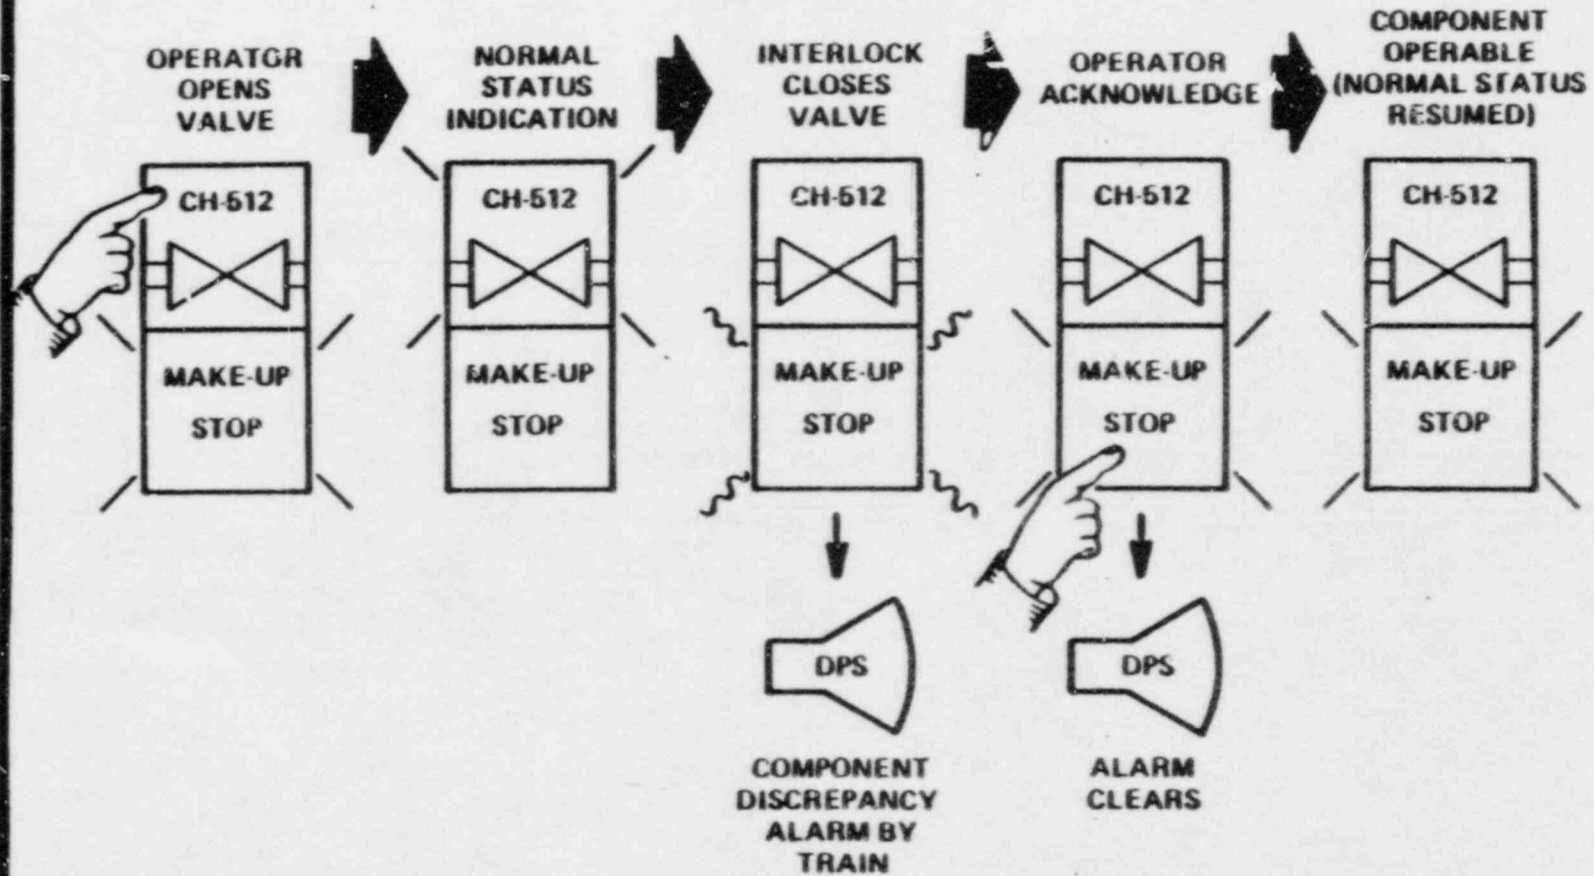 OPERATOR
OPENS
VALVE
NORMAL
STATUS
INDICATION
INTERLOCK
CLOSES
VALVE
OPERATOR
ACKNOWLEDGE
COMPONENT
OPERABLE
(NORMAL STATUS
RESUMED)
CH-512
MAKE-UP
STOP
CH-512
MAKE-UP
STOP
CH-512
MAKE-UP
STOP
CH-512
MAKE-UP
STOP
CH-512
MAKE-UP
STOP
DPS
COMPONENT
DISCREPANCY
ALARM BY
TRAIN
DPS
ALARM
CLEARS